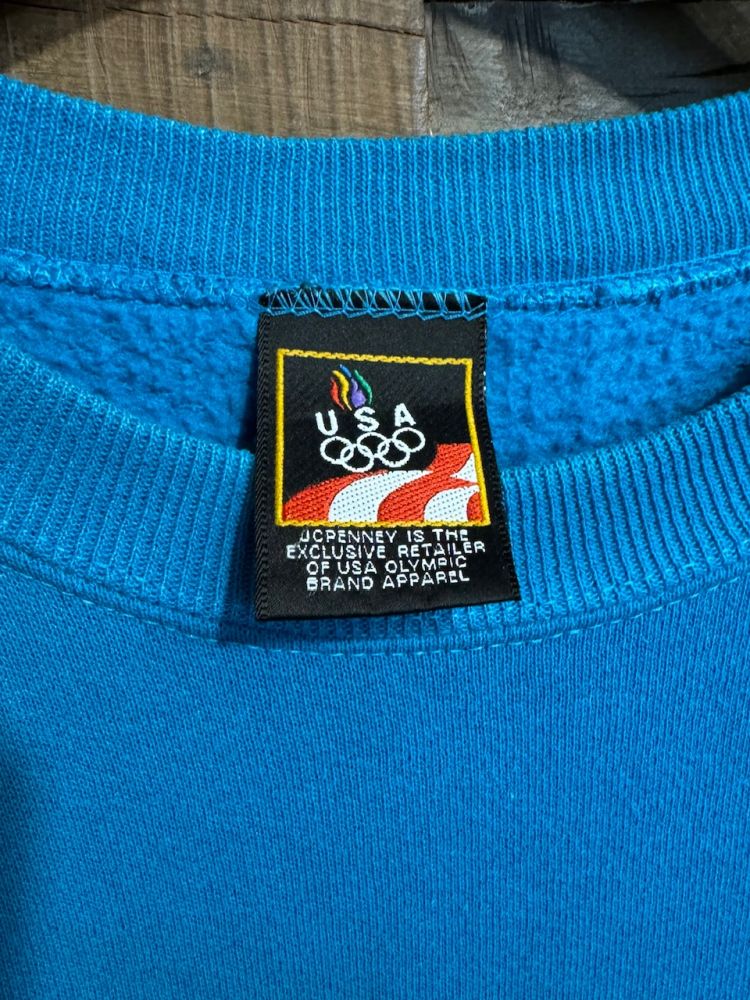 USA
JCPENNEY IS THE
EXCLUSIVE RETAILER
OF USA OLYMPIC
BRAND APPAREL